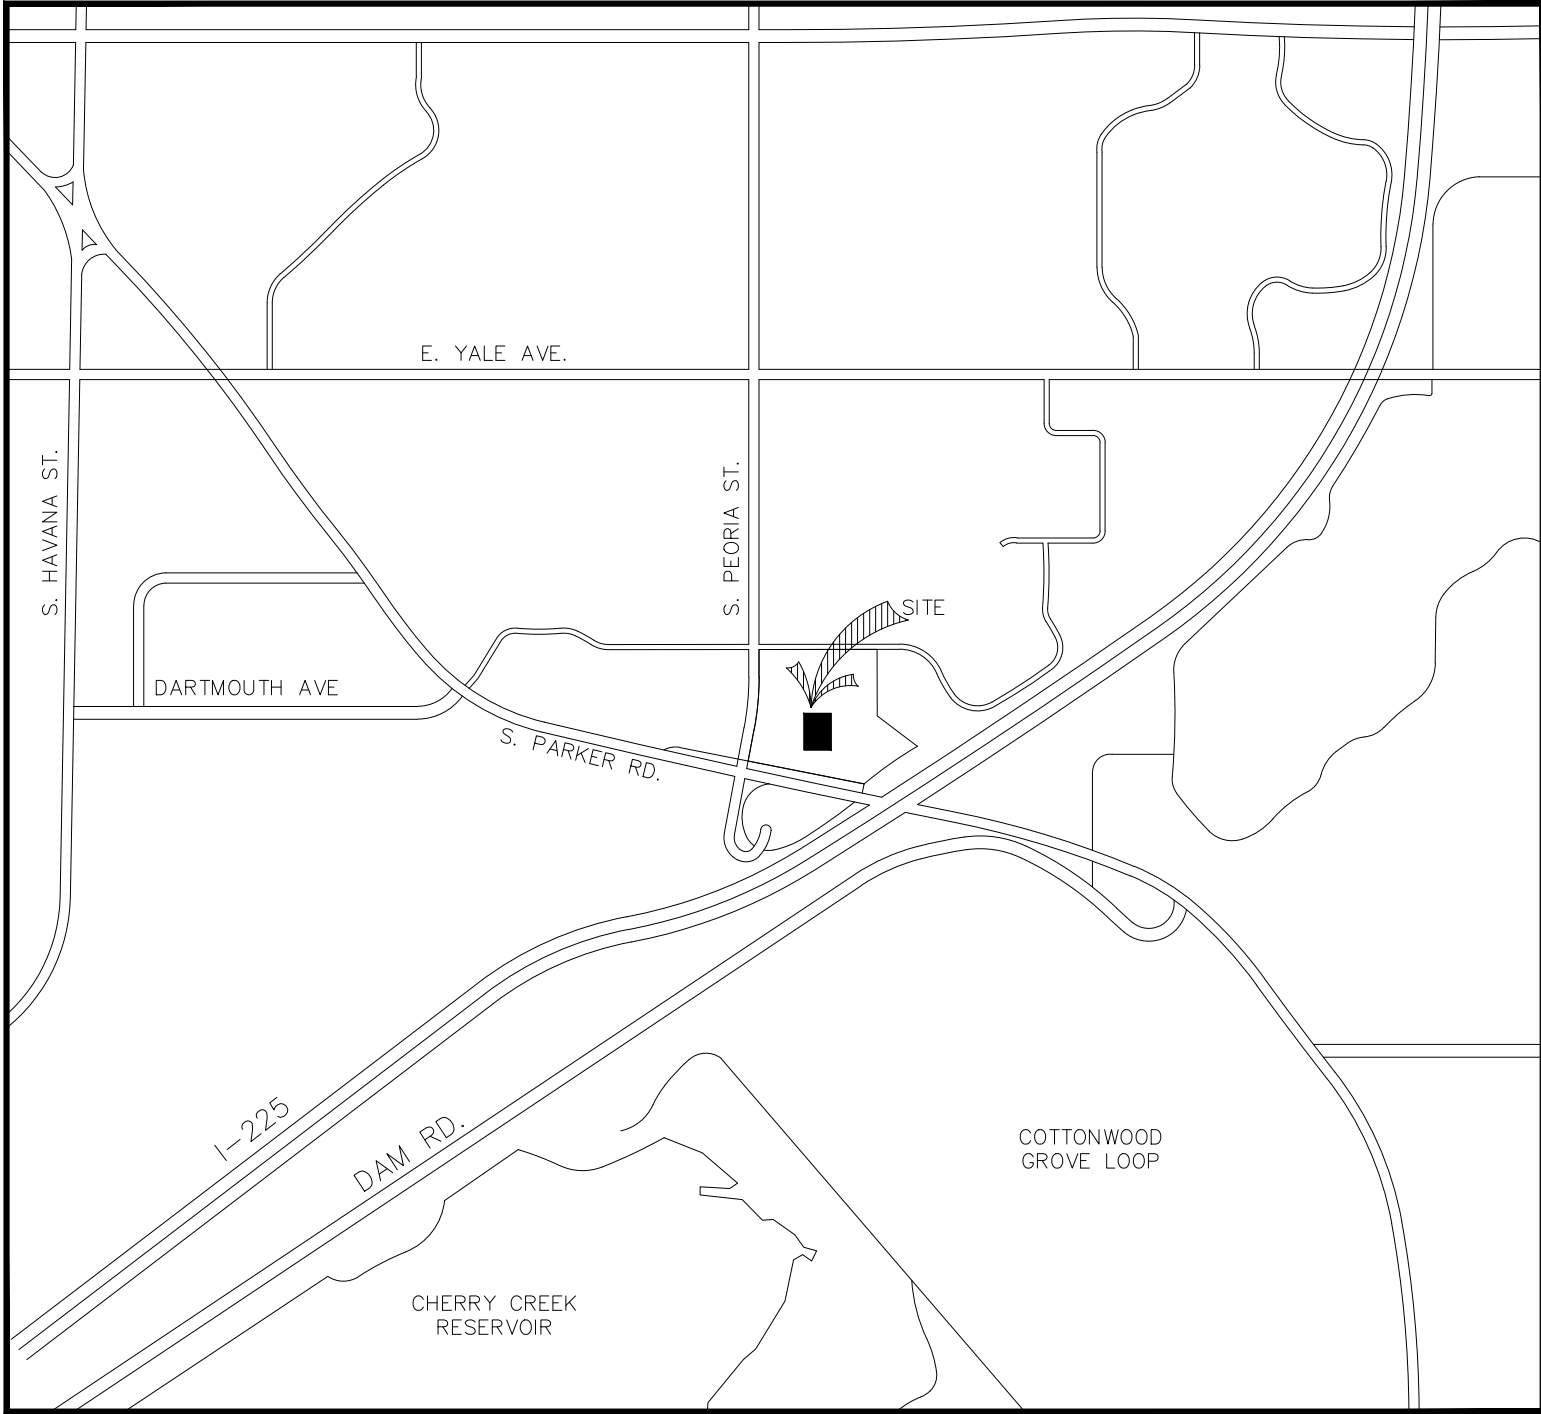 E. YALE AVE.
S. HAVANA ST.
S. PEORIA ST.
SITE
DARTMOUTH AVE
S. PARKER RD.
I-225
DAM RD.
COTTONWOOD
GROVE LOOP
CHERRY CREEK
RESERVOIR